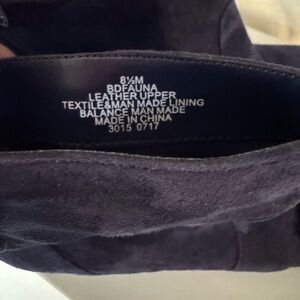 8½M
BDFAUNA
LEATHER UPPER
TEXTILE&MAN MADE LINING
BALANCE MAN MADE
MADE IN CHINA
3015 0717